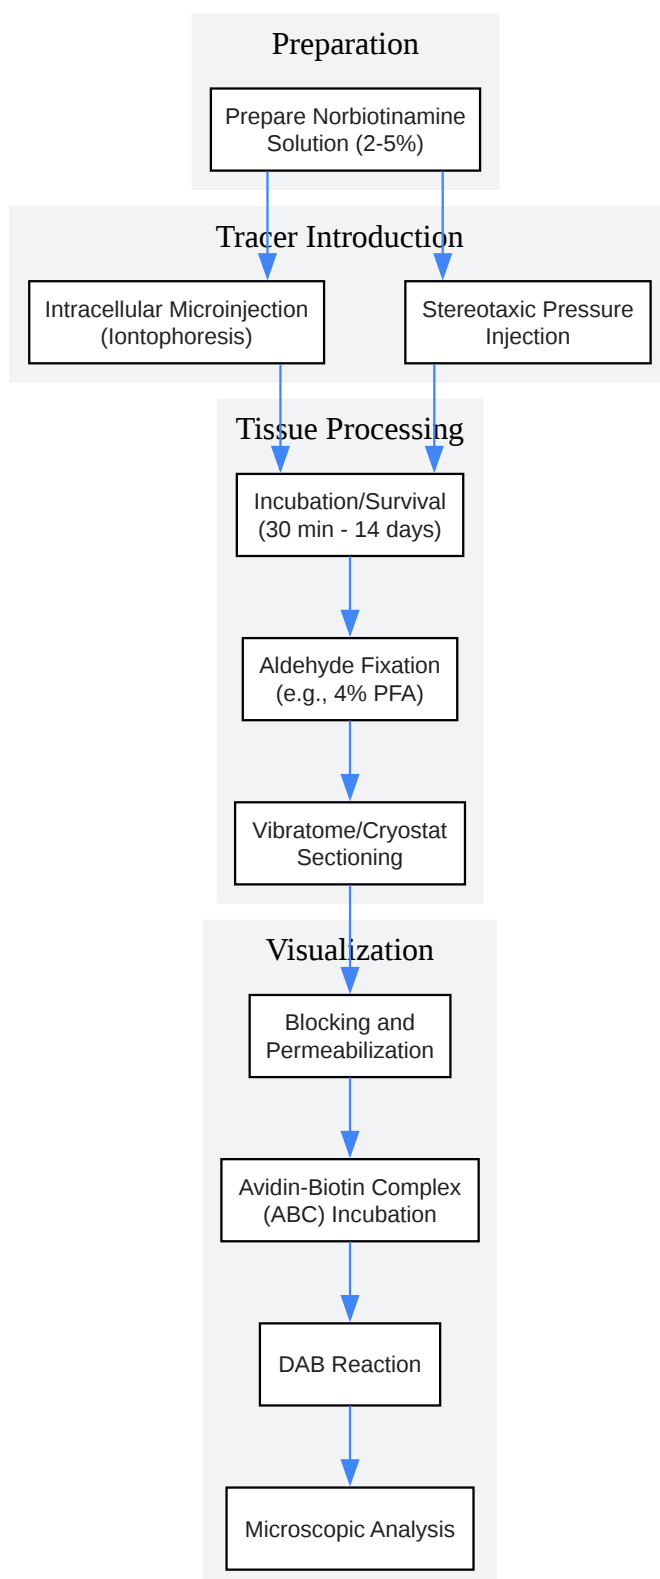 Preparation
Prepare Norbiotinamine
Solution (2-5%)
Tracer Introduction
Intracellular Microinjection
(Iontophoresis)
Stereotaxic Pressure
Injection
Tissue Processing
Incubation/Survival
(30 min - 14 days)
Aldehyde Fixation
(e.g., 4% PFA)
Vibratome/Cryostat
Sectioning
Visualization
Blocking and
Permeabilization
Avidin-Biotin Complex
(ABC) Incubation
DAB Reaction
Microscopic Analysis